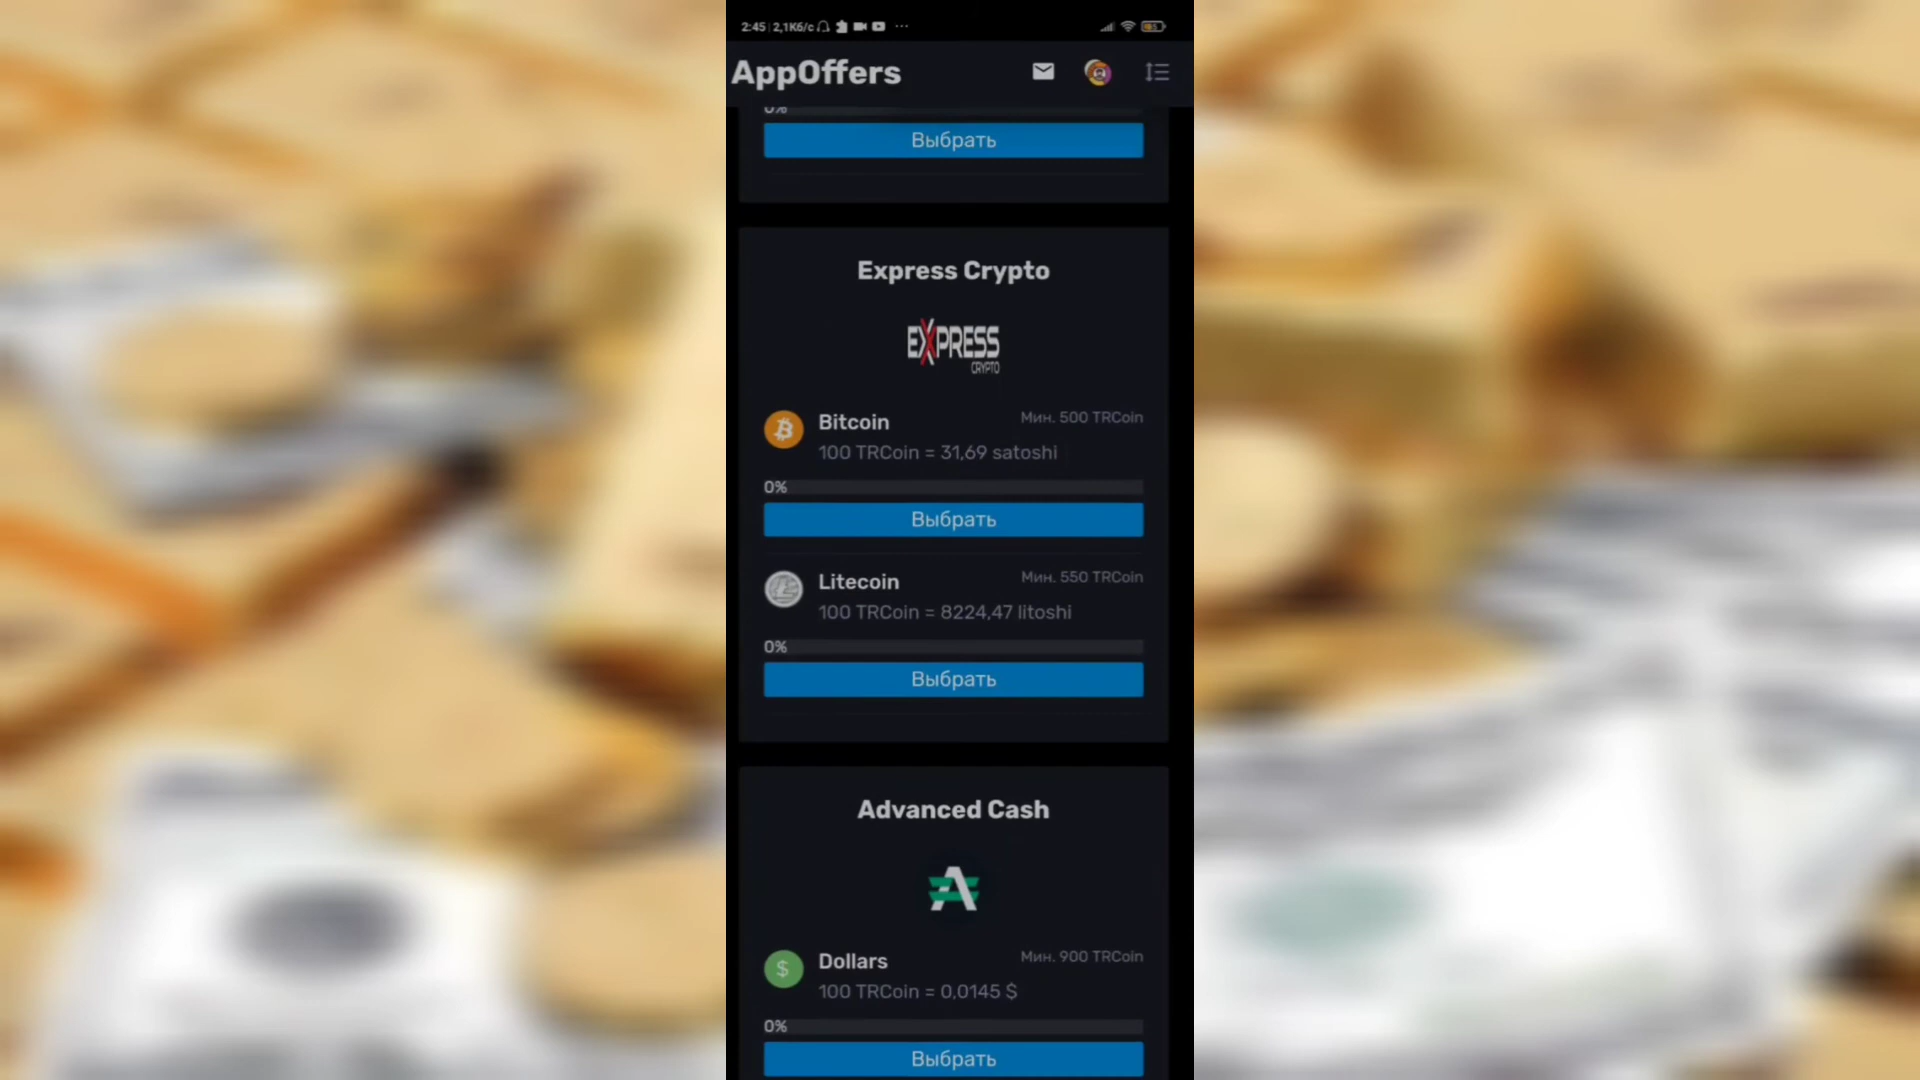 2:45 2,1Кб/с ...
AppOffers
0%
Выбрать
Express Crypto
EXPRESS
CRYPTO
Bitcoin
Мин. 500 TRCoin
100 TRCoin = 31,69 satoshi
0%
Выбрать
Litecoin
Мин. 550 TRCoin
100 TRCoin = 8224,47 litoshi
0%
Выбрать
Advanced Cash
Dollars
Мин. 900 TRCoin
100 TRCoin = 0,0145 $
0%
Выбрать